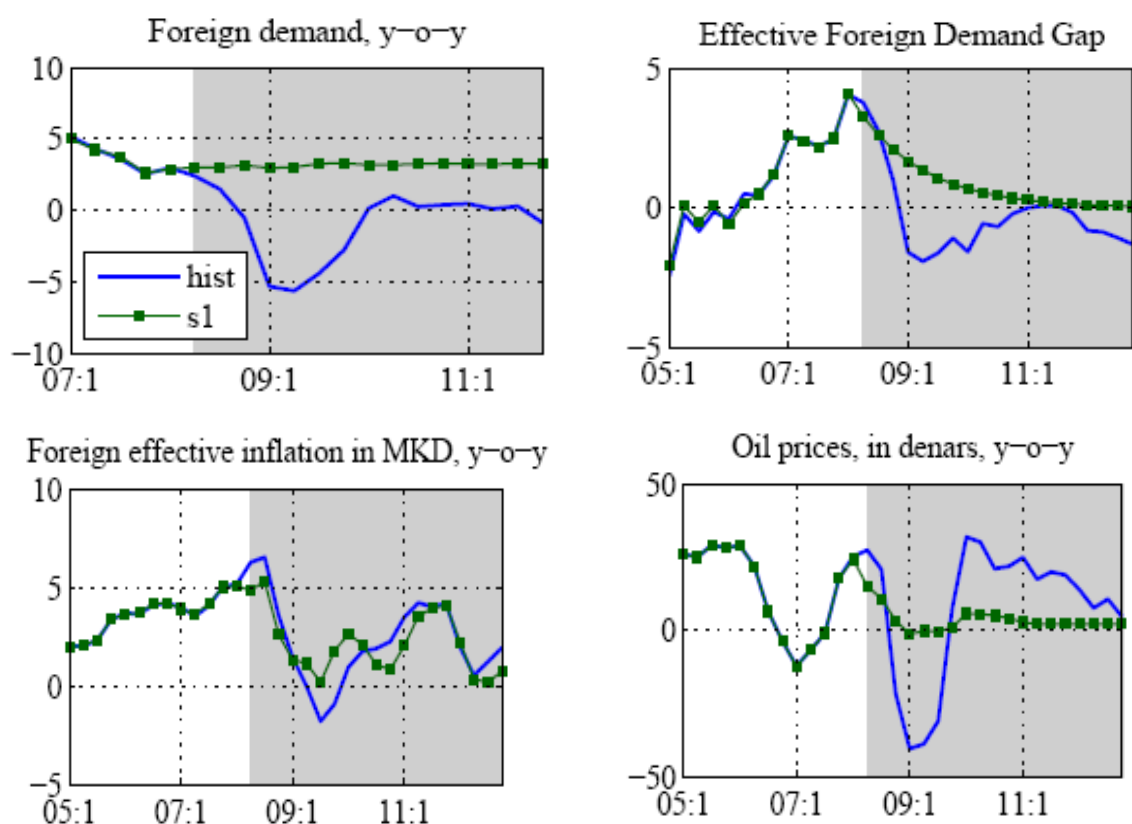 Foreign demand, y−o−y
10
5
0
−5
−10
hist
s1
07:1 09:1 11:1
Effective Foreign Demand Gap
5
0
−5
05:1 07:1 09:1 11:1
Foreign effective inflation in MKD, y−o−y
10
5
0
−5
05:1 07:1 09:1 11:1
Oil prices, in denars, y−o−y
50
0
−50
05:1 07:1 09:1 11:1